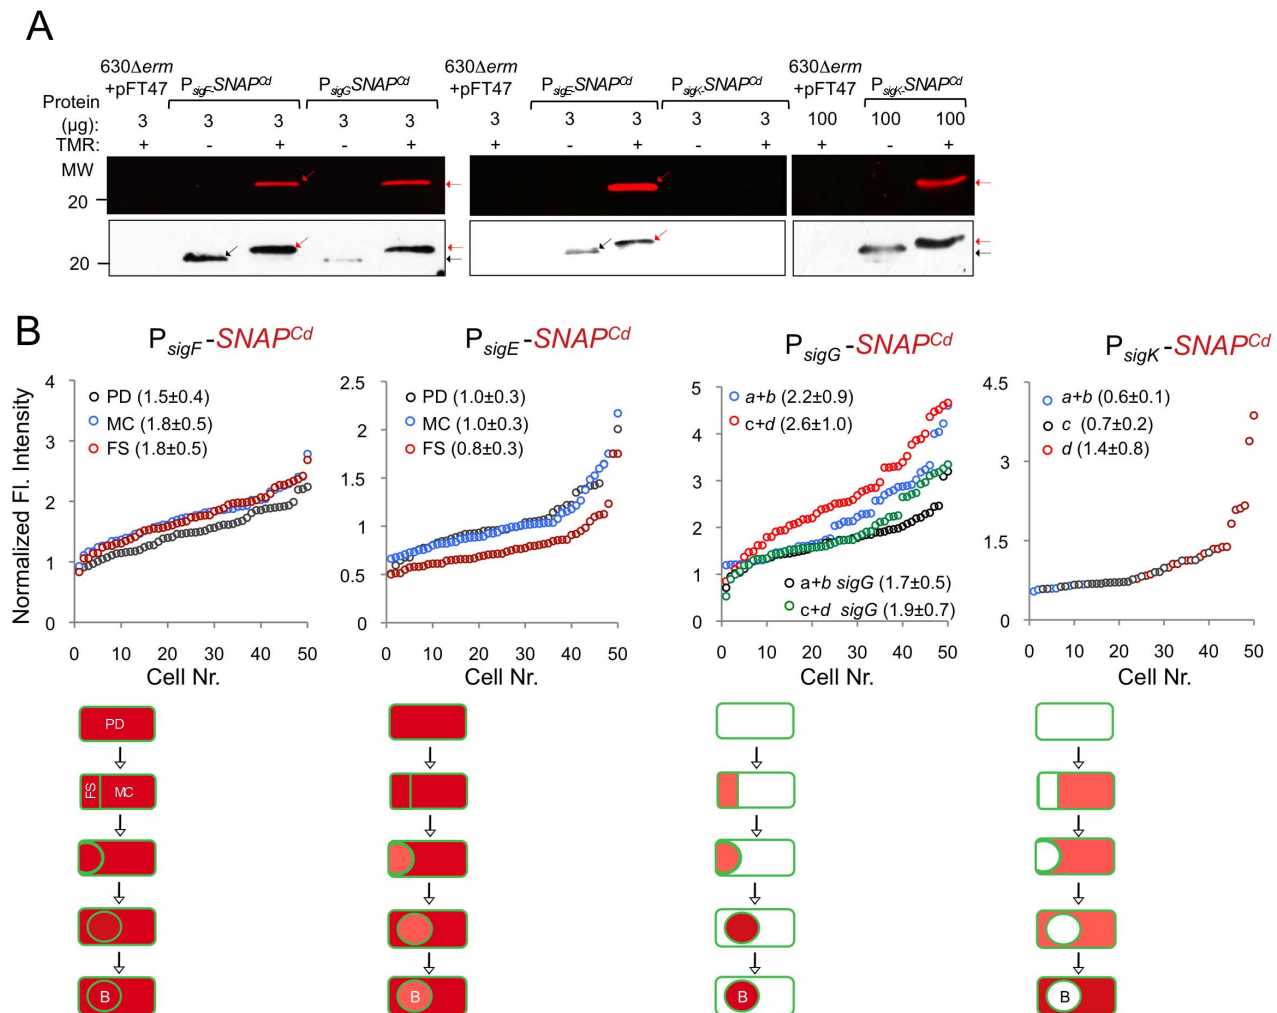 A
630Δerm
+pFT47
PsigF-SNAPCd
PsigGSNAPCd
630Δerm
+pFT47
PsigE-SNAPCd
PsigK-SNAPCd
630Δerm
+pFT47
PsigK-SNAPCd
Protein
(μg): 3 3 3 3 3 3 3 3 3 3 100 100 100
TMR: + - + - + + - + - + + - +
MW
20
20
B
PsigF-SNAPCd
PsigE-SNAPCd
PsigG-SNAPCd
PsigK-SNAPCd
Normalized Fl. Intensity
4
3
2
1
0
PD (1.5±0.4)
MC (1.8±0.5)
FS (1.8±0.5)
0 10 20 30 40 50
Cell Nr.
2.5
2
1.5
1
0.5
0
PD (1.0±0.3)
MC (1.0±0.3)
FS (0.8±0.3)
0 10 20 30 40 50
Cell Nr.
5
4
3
2
1
0
a+b (2.2±0.9)
c+d (2.6±1.0)
a+b sigG (1.7±0.5)
c+d sigG (1.9±0.7)
0 10 20 30 40 50
Cell Nr.
4.5
3
1.5
0
a+b (0.6±0.1)
c (0.7±0.2)
d (1.4±0.8)
0 10 20 30 40 50
Cell Nr.
PD
FS MC
B
B
B
B